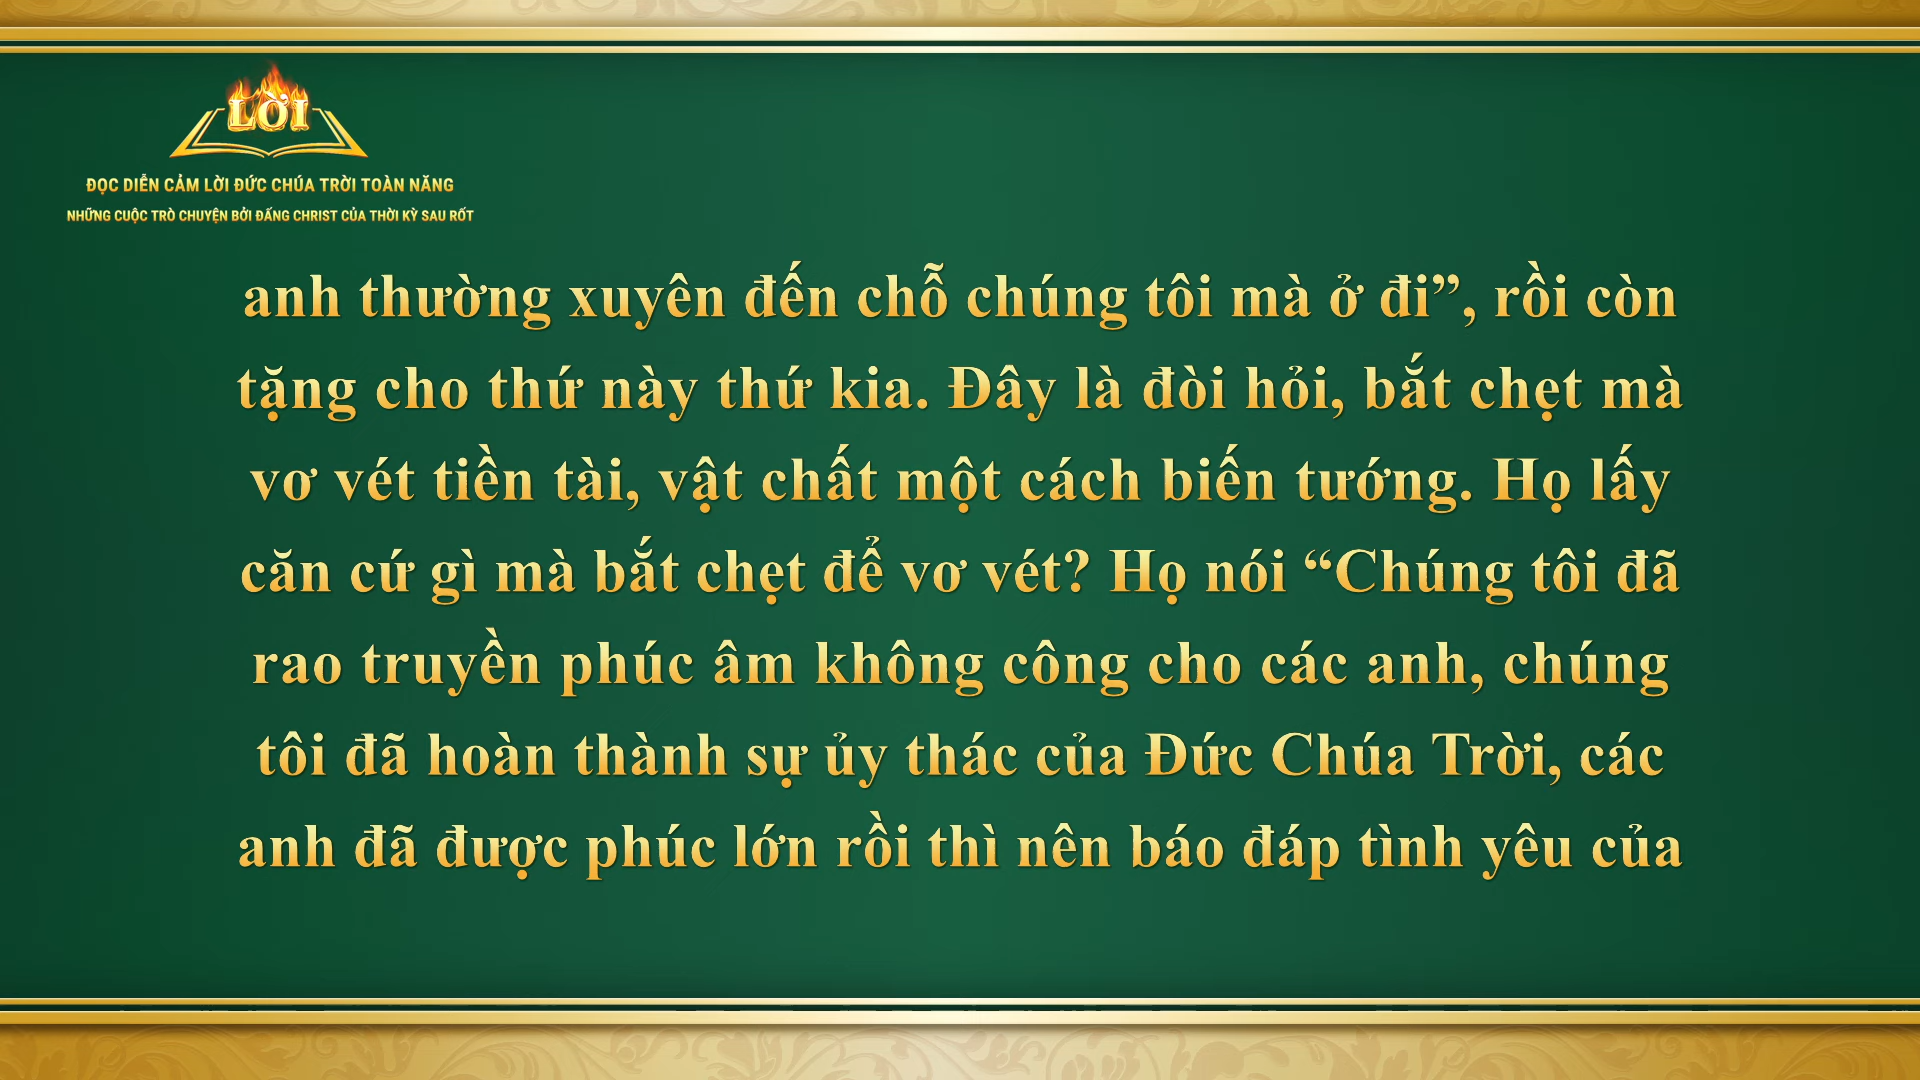 LỜI
ĐỌC DIỄN CẢM LỜI ĐỨC CHÚA TRỜI TOÀN NĂNG
NHỮNG CUỘC TRÒ CHUYỆN BỞI ĐẤNG CHRIST CỦA THỜI KỲ SAU RỐT
anh thường xuyên đến chỗ chúng tôi mà ở đi”, rồi còn
tặng cho thứ này thứ kia. Đây là đòi hỏi, bắt chẹt mà
vơ vét tiền tài, vật chất một cách biến tướng. Họ lấy
căn cứ gì mà bắt chẹt để vơ vét? Họ nói “Chúng tôi đã
rao truyền phúc âm không công cho các anh, chúng
tôi đã hoàn thành sự ủy thác của Đức Chúa Trời, các
anh đã được phúc lớn rồi thì nên báo đáp tình yêu của